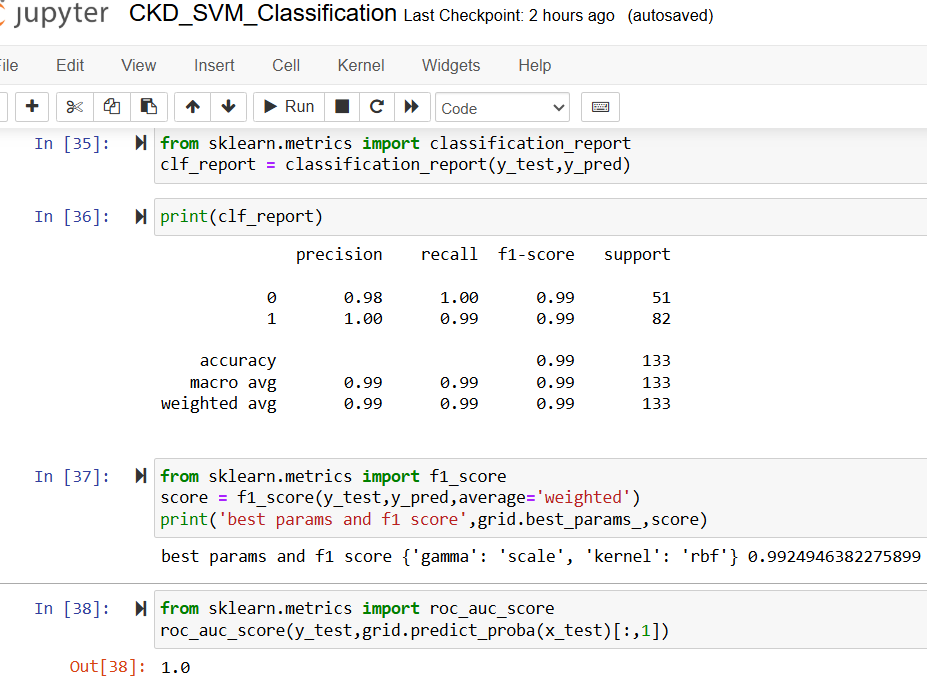 jupyter CKD_SVM_Classification Last Checkpoint: 2 hours ago (autosaved)
File Edit View Insert Cell Kernel Widgets Help
Run Code
In [35]: from sklearn.metrics import classification_report
clf_report = classification_report(y_test,y_pred)
In [36]: print(clf_report)
precision recall f1-score support
0 0.98 1.00 0.99 51
1 1.00 0.99 0.99 82
accuracy 0.99 133
macro avg 0.99 0.99 0.99 133
weighted avg 0.99 0.99 0.99 133
In [37]: from sklearn.metrics import f1_score
score = f1_score(y_test,y_pred,average='weighted')
print('best params and f1 score',grid.best_params_,score)
best params and f1 score {'gamma': 'scale', 'kernel': 'rbf'} 0.9924946382275899
In [38]: from sklearn.metrics import roc_auc_score
roc_auc_score(y_test,grid.predict_proba(x_test)[:,1])
Out[38]: 1.0